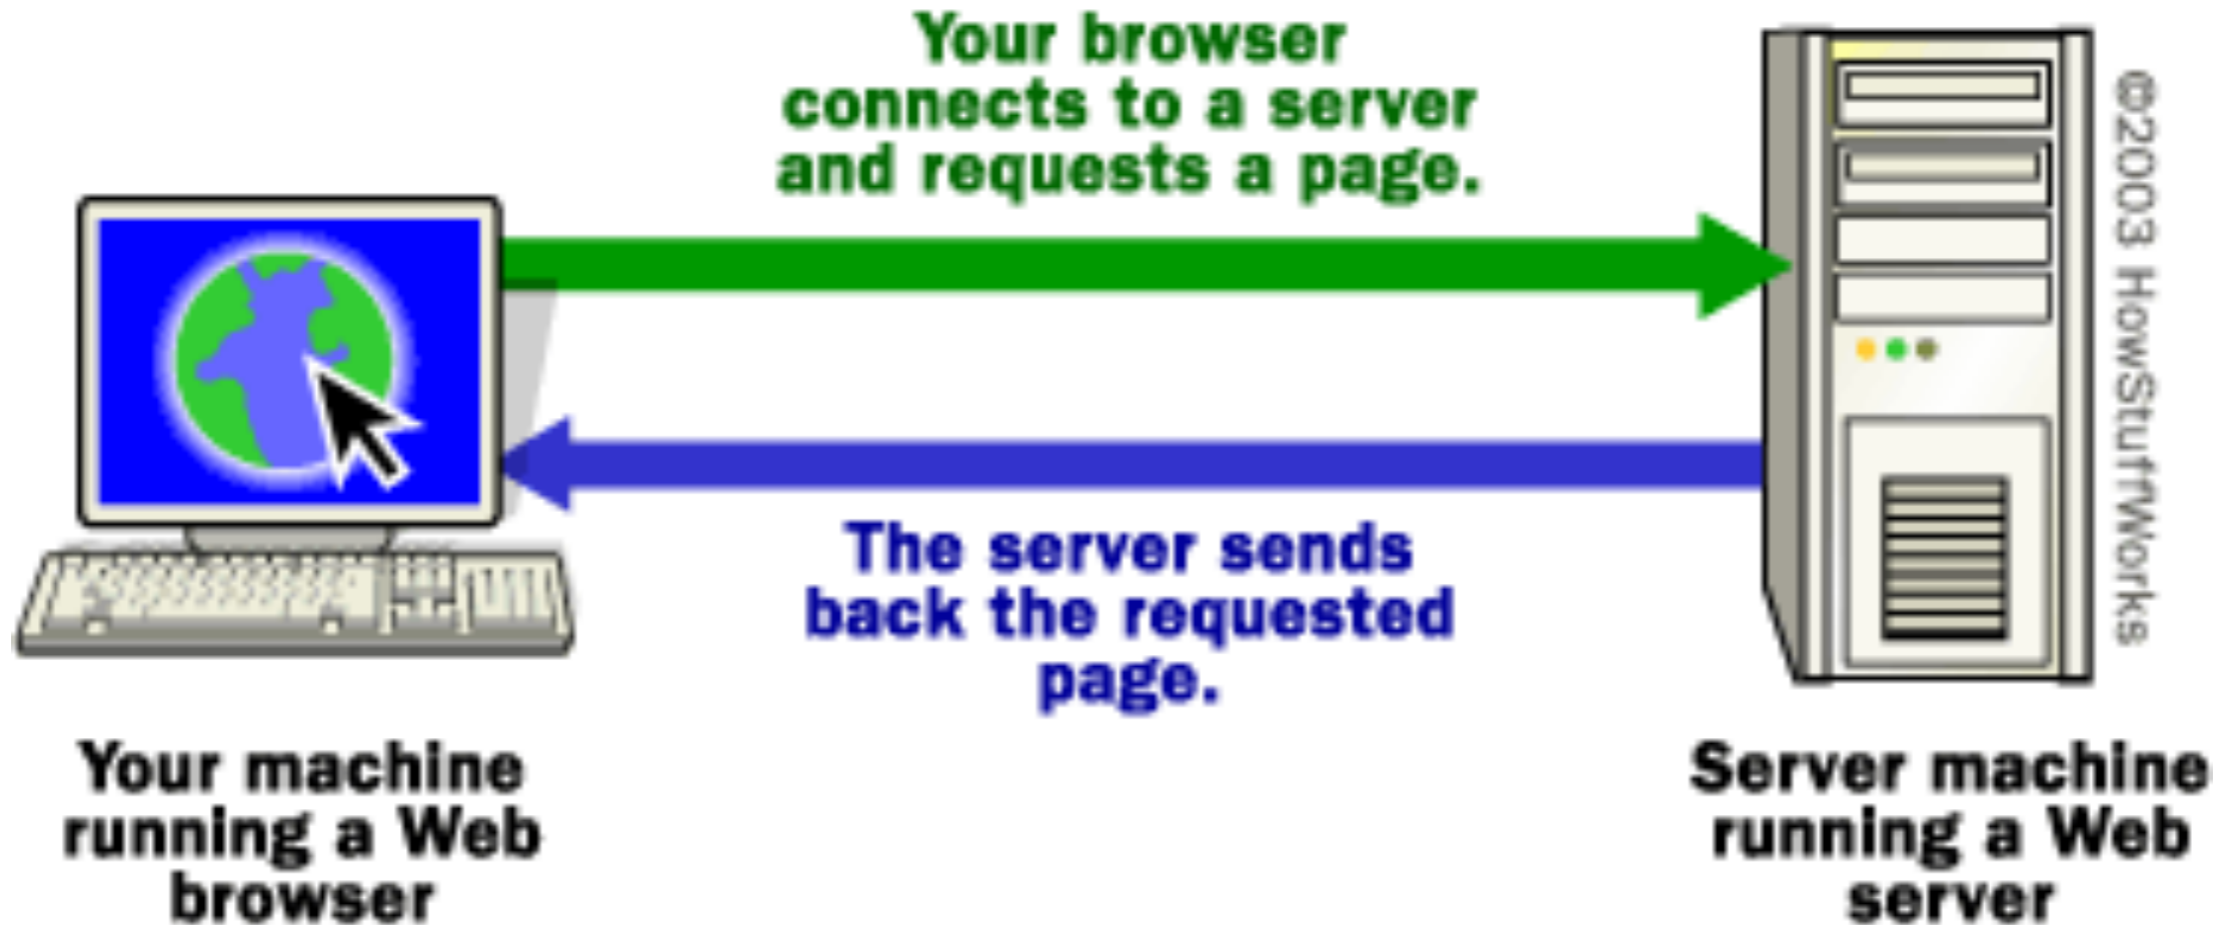 Your browser
connects to a server
and requests a page.
The server sends
back the requested
page.
Your machine
running a Web
browser
Server machine
running a Web
server
©2003 HowStuffWorks